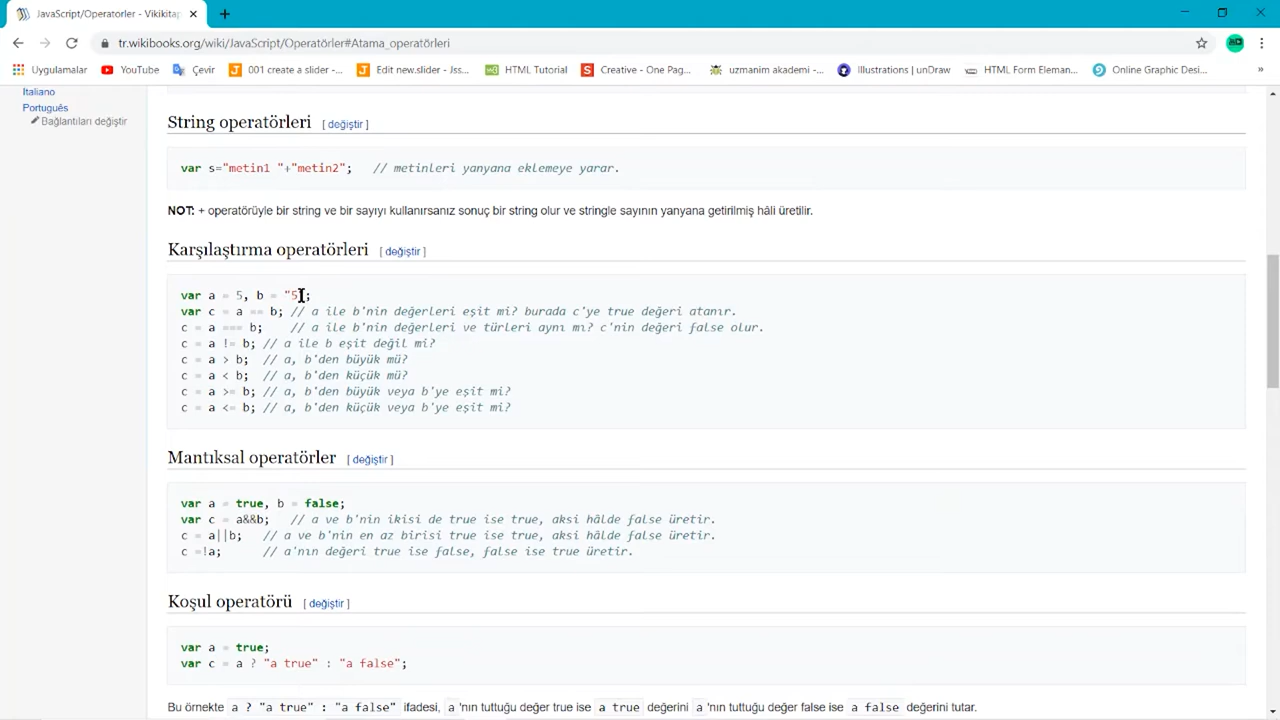 JavaScript/Operatörler - Vikikitap
tr.wikibooks.org/wiki/JavaScript/Operatörler#Atama_operatörleri
Uygulamalar YouTube Çevir 001 create a slider -... Edit new.slider - Jss... HTML Tutorial Creative - One Pag... uzmanim akademi -... Illustrations | unDraw HTML Form Eleman... Online Graphic Desi... »
Italiano
Português
Bağlantıları değiştir
String operatörleri [ değiştir ]
var s="metin1 "+"metin2"; // metinleri yanyana eklemeye yarar.
NOT: + operatörüyle bir string ve bir sayıyı kullanırsanız sonuç bir string olur ve stringle sayının yanyana getirilmiş hâli üretilir.
Karşılaştırma operatörleri [ değiştir ]
var a = 5, b = "5";
var c = a == b; // a ile b'nin değerleri eşit mi? burada c'ye true değeri atanır.
c = a === b; // a ile b'nin değerleri ve türleri aynı mı? c'nin değeri false olur.
c = a != b; // a ile b eşit değil mi?
c = a > b; // a, b'den büyük mü?
c = a < b; // a, b'den küçük mü?
c = a >= b; // a, b'den büyük veya b'ye eşit mi?
c = a <= b; // a, b'den küçük veya b'ye eşit mi?
Mantıksal operatörler [ değiştir ]
var a = true, b = false;
var c = a&&b; // a ve b'nin ikisi de true ise true, aksi hâlde false üretir.
c = a||b; // a ve b'nin en az birisi true ise true, aksi hâlde false üretir.
c =!a; // a'nın değeri true ise false, false ise true üretir.
Koşul operatörü [ değiştir ]
var a = true;
var c = a ? "a true" : "a false";
Bu örnekte a ? "a true" : "a false" ifadesi, a 'nın tuttuğu değer true ise a true değerini a 'nın tuttuğu değer false ise a false değerini tutar.